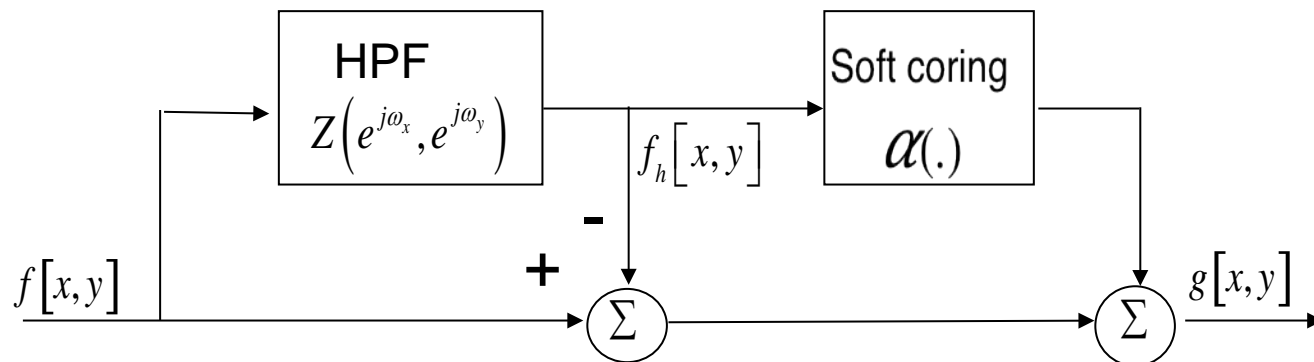 HPF
Z(e^{jω_x}, e^{jω_y})
Soft coring
α(.)
f_h[x, y]
-
+
f[x, y]
Σ
Σ
g[x, y]